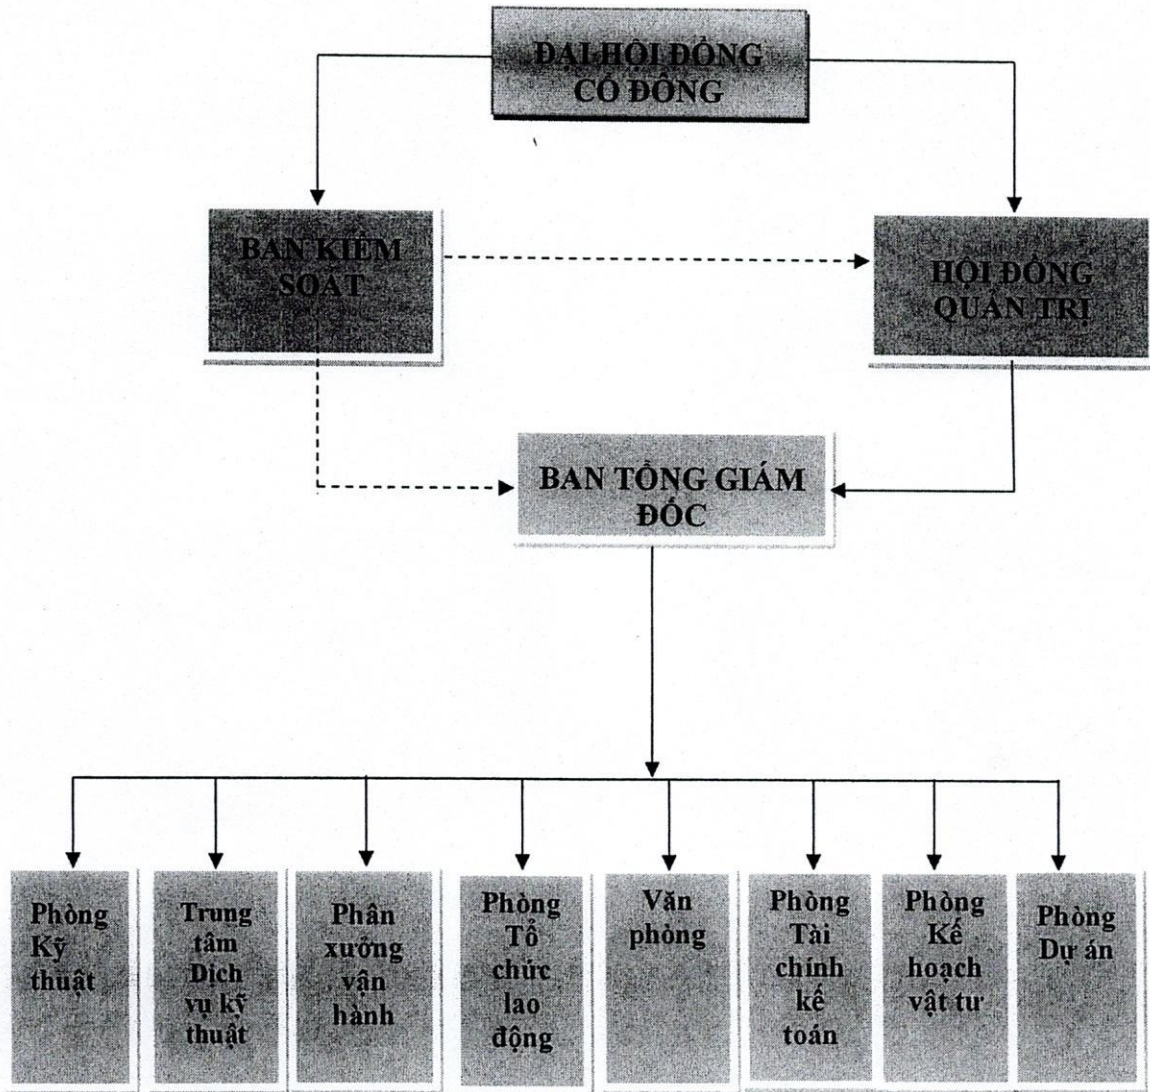 ĐẠI HỘI ĐỒNG
CỔ ĐÔNG
BAN KIỂM
SOÁT
HỘI ĐỒNG
QUẢN TRỊ
BAN TỔNG GIÁM
ĐỐC
Phòng
Kỹ
thuật
Trung
tâm
Dịch
vụ kỹ
thuật
Phân
xưởng
vận
hành
Phòng
Tổ
chức
lao
động
Văn
phòng
Phòng
Tài
chính
kế
toán
Phòng
Kế
hoạch
vật tư
Phòng
Dự án